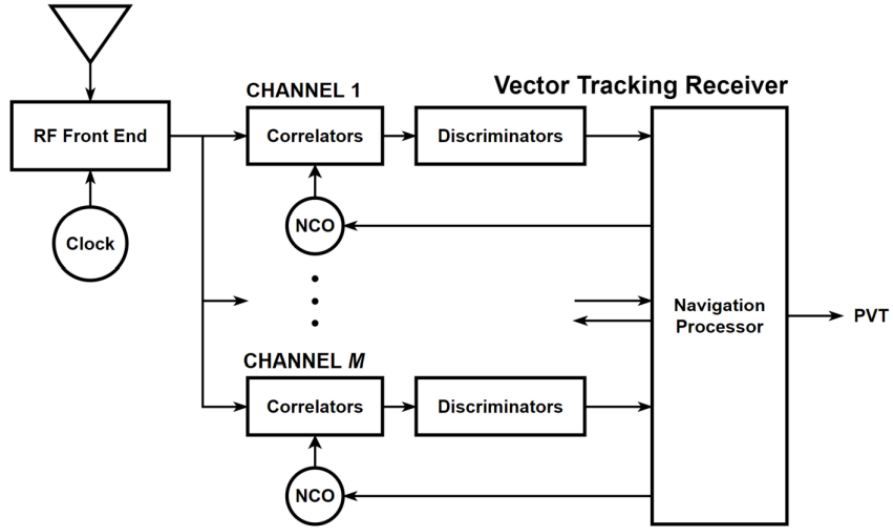 Vector Tracking Receiver
CHANNEL 1
RF Front End
Correlators
Discriminators
NCO
Clock
Navigation
Processor
PVT
CHANNEL M
Correlators
Discriminators
NCO